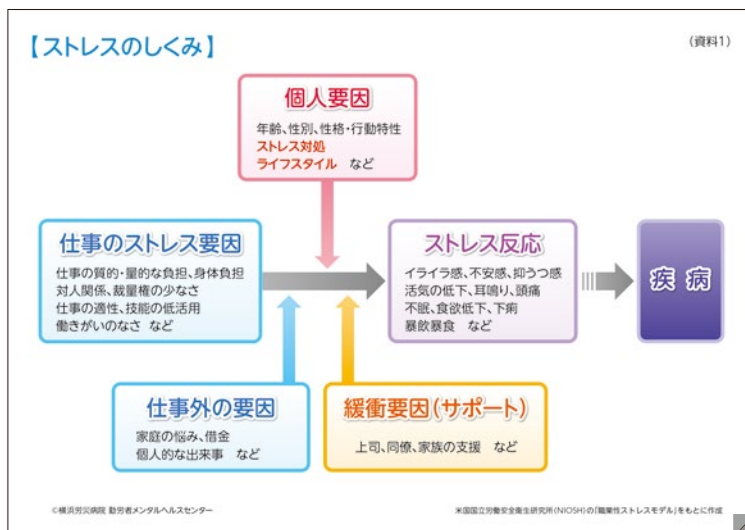 【ストレスのしくみ】
(資料1)
個人要因
年齢、性別、性格・行動特性
ストレス対処
ライフスタイル など
仕事のストレス要因
仕事の質的・量的な負担、身体負担
対人関係、裁量権の少なさ
仕事の適性、技能の低活用
働きがいのなさ など
ストレス反応
イライラ感、不安感、抑うつ感
活気の低下、耳鳴り、頭痛
不眠、食欲低下、下痢
暴飲暴食 など
疾病
仕事外の要因
家庭の悩み、借金
個人的な出来事 など
緩衝要因(サポート)
上司、同僚、家族の支援 など
©横浜労災病院 勤労者メンタルヘルスセンター
米国国立労働安全衛生研究所(NIOSH)の「職業性ストレスモデル」をもとに作成